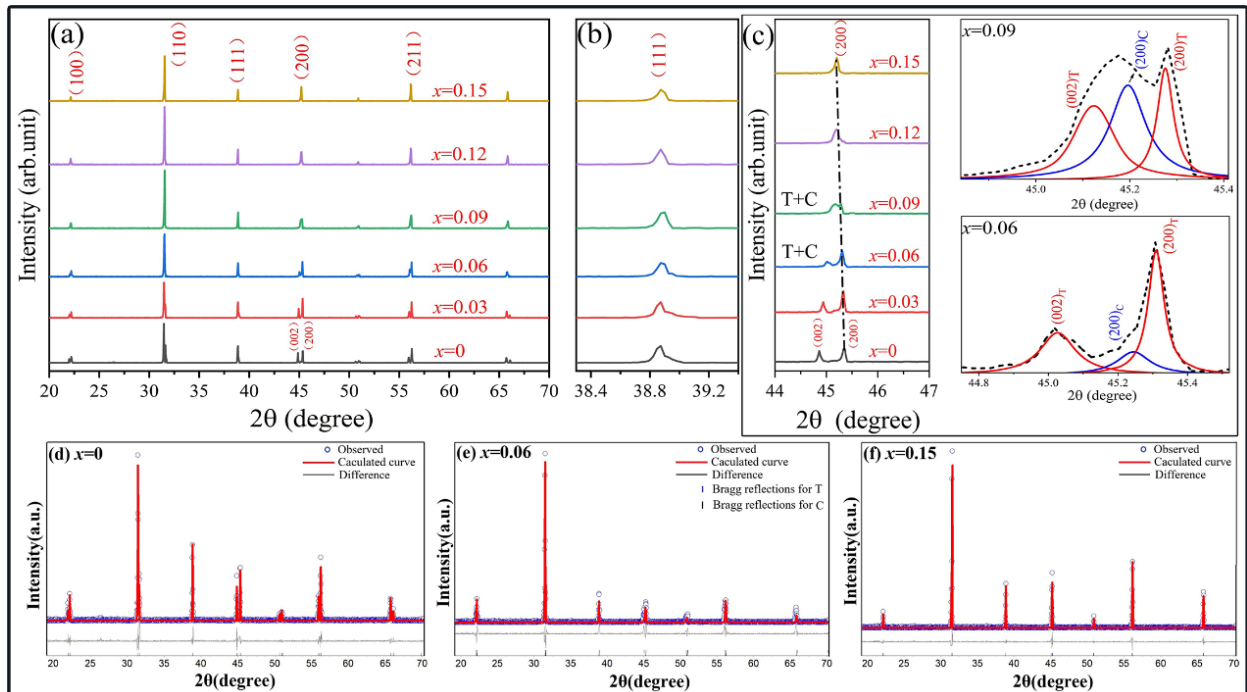 (a)
Intensity (arb.unit)
（100）
（110）
（111）
（200）
（211）
x=0.15
x=0.12
x=0.09
x=0.06
x=0.03
（002）
（200）
x=0
20 25 30 35 40 45 50 55 60 65 70
2θ (degree)
(b)
（111）
38.4 38.8 39.2
2θ (degree)
(c)
Intensity (arb.unit)
（200）
x=0.15
x=0.12
T+C x=0.09
T+C x=0.06
x=0.03
（002）
（200）
x=0
44 45 46 47
2θ (degree)
x=0.09
(002)T
(200)C
(200)T
45.0 45.2 45.4
2θ (degree)
x=0.06
(002)T
(200)C
(200)T
44.8 45.0 45.2 45.4
2θ (degree)
(d) x=0
Observed
Caculated curve
Difference
Intensity(a.u.)
20 25 30 35 40 45 50 55 60 65 70
2θ(degree)
(e) x=0.06
Observed
Caculated curve
Difference
Bragg reflections for T
Bragg reflections for C
Intensity(a.u.)
20 25 30 35 40 45 50 55 60 65 70
2θ(degree)
(f) x=0.15
Observed
Caculated curve
Difference
Intensity(a.u.)
20 25 30 35 40 45 50 55 60 65 70
2θ(degree)